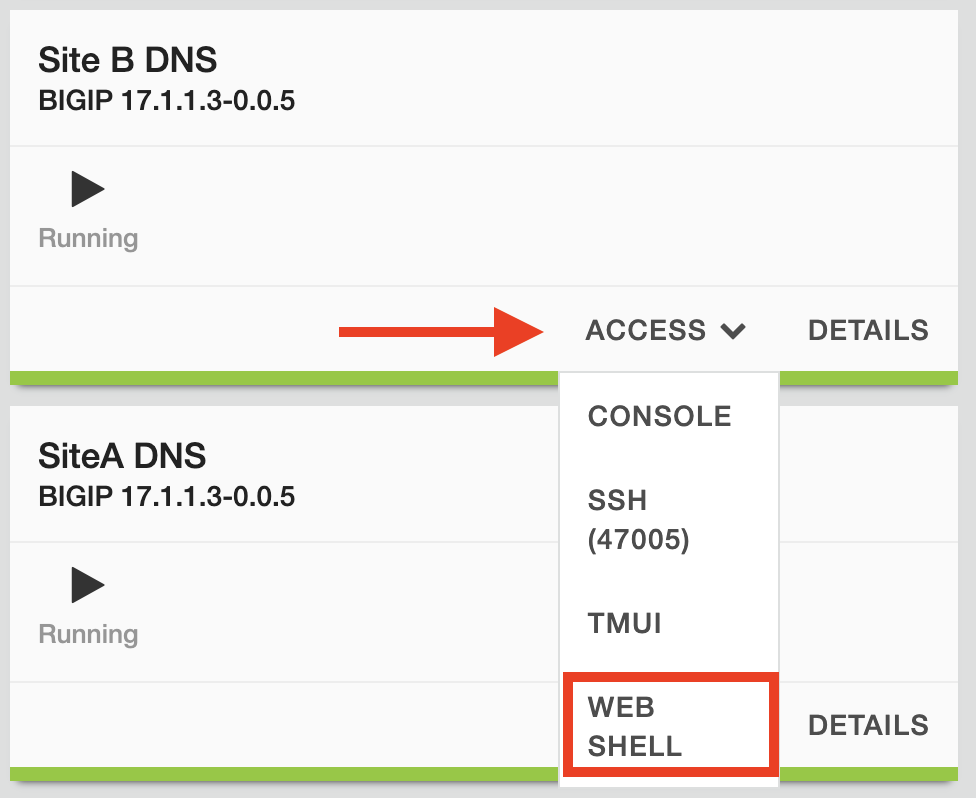 Site B DNS
BIGIP 17.1.1.3-0.0.5
Running
ACCESS DETAILS
CONSOLE
SSH
(47005)
TMUI
WEB
SHELL
SiteA DNS
BIGIP 17.1.1.3-0.0.5
Running
DETAILS